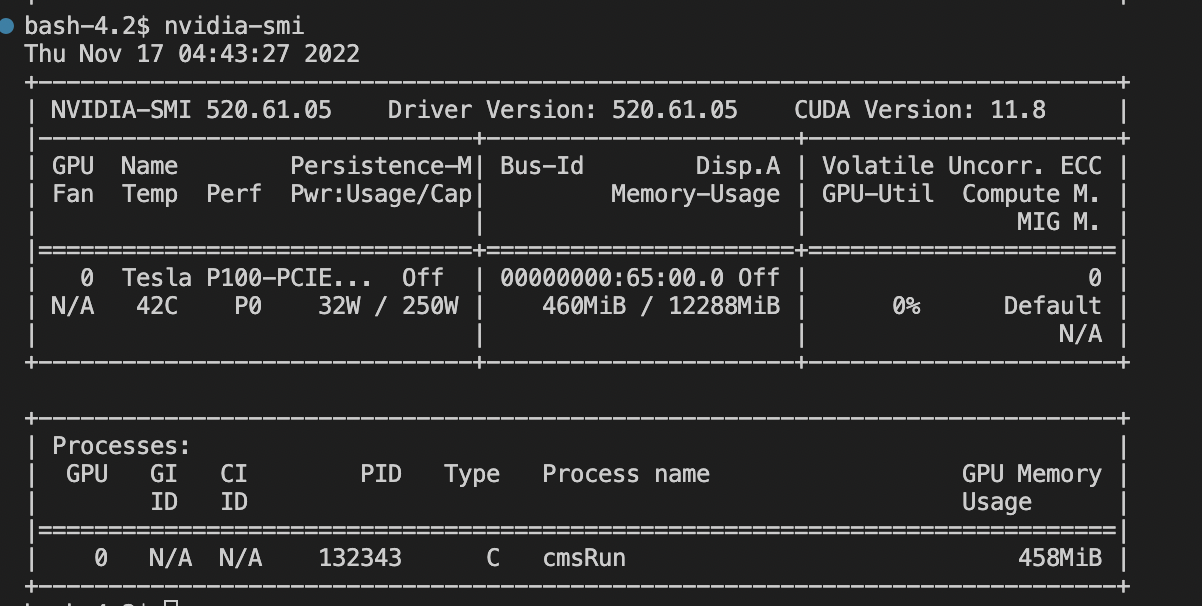 bash-4.2$ nvidia-smi
Thu Nov 17 04:43:27 2022
+-----------------------------------------------------------------------------+
| NVIDIA-SMI 520.61.05    Driver Version: 520.61.05    CUDA Version: 11.8     |
|-------------------------------+----------------------+----------------------+
| GPU  Name        Persistence-M| Bus-Id        Disp.A | Volatile Uncorr. ECC |
| Fan  Temp  Perf  Pwr:Usage/Cap|         Memory-Usage | GPU-Util  Compute M. |
|                               |                      |               MIG M. |
|===============================+======================+======================|
|   0  Tesla P100-PCIE...  Off  | 00000000:65:00.0 Off |                    0 |
| N/A   42C    P0    32W / 250W |    460MiB / 12288MiB |      0%      Default |
|                               |                      |                  N/A |
+-------------------------------+----------------------+----------------------+

+-----------------------------------------------------------------------------+
| Processes:                                                                  |
|  GPU   GI   CI        PID   Type   Process name                  GPU Memory |
|        ID   ID                                                   Usage      |
|=============================================================================|
|    0   N/A  N/A    132343      C   cmsRun                            458MiB |
+-----------------------------------------------------------------------------+